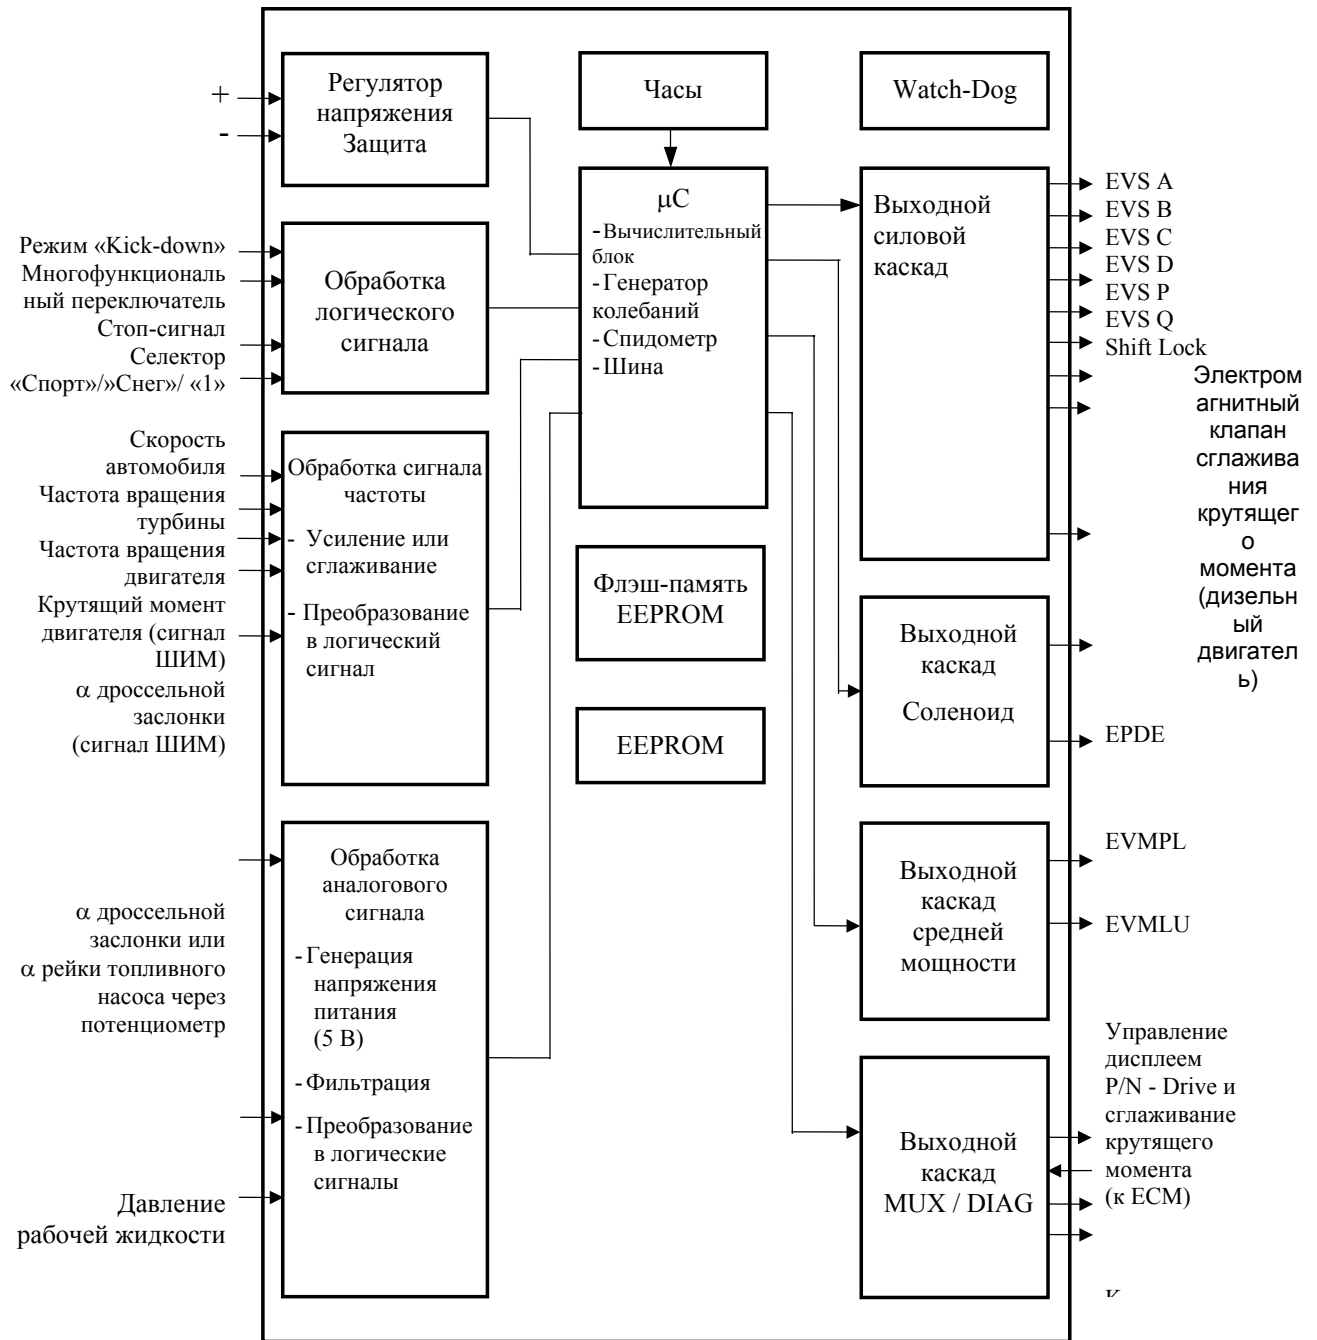 +
-
Режим «Kick-down»
Многофункциональ
ный переключатель
Стоп-сигнал
Селектор
«Спорт»/»Снег»/ «1»
Скорость
автомобиля
Частота вращения
турбины
Частота вращения
двигателя
Крутящий момент
двигателя (сигнал
ШИМ)
α дроссельной
заслонки
(сигнал ШИМ)
α дроссельной
заслонки или
α рейки топливного
насоса через
потенциометр
Давление
рабочей жидкости
Регулятор
напряжения
Защита
Обработка
логического
сигнала
Обработка сигнала
частоты
- Усиление или
сглаживание
- Преобразование
в логический
сигнал
Обработка
аналогового
сигнала
- Генерация
напряжения
питания
(5 В)
- Фильтрация
- Преобразование
в логические
сигналы
Часы
μC
- Вычислительный
блок
- Генератор
колебаний
- Спидометр
- Шина
Флэш-память
EEPROM
EEPROM
Watch-Dog
Выходной
силовой
каскад
Выходной
каскад
Соленоид
Выходной
каскад
средней
мощности
Выходной
каскад
MUX / DIAG
EVS A
EVS B
EVS C
EVS D
EVS P
EVS Q
Shift Lock
Электром
агнитный
клапан
сглажива
ния
крутящег
о
момента
(дизельн
ый
двигател
ь)
EPDE
EVMPL
EVMLU
Управление
дисплеем
P/N - Drive и
сглаживание
крутящего
момента
(к ECM)